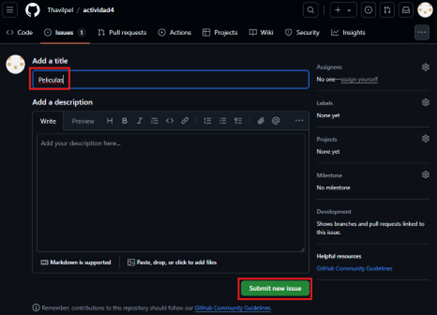 Thavilpel / actividad4
Code Issues 1 Pull requests Actions Projects Wiki Security Insights
Add a title
Peliculas
Add a description
Write Preview H B I
Add your description here...
Markdown is supported Paste, drop, or click to add files
Submit new issue
Remember, contributions to this repository should follow our GitHub Community Guidelines.
Assignees
No one—assign yourself
Labels
None yet
Projects
None yet
Milestone
No milestone
Development
Shows branches and pull requests linked to
this issue.
Helpful resources
GitHub Community Guidelines